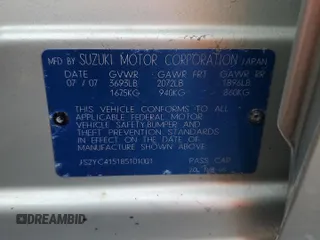 MFD BY SUZUKI MOTOR CORPORATION JAPAN
DATE GVWR GAWR FRT GAWR RR
07 / 07 3693LB 2072LB 1896LB
1675KG 940KG 860KG
THIS VEHICLE CONFORMS TO ALL -
APPLICABLE FEDERAL MOTOR
VEHICLE SAFETY,BUMPER AND
THEFT PREVENTION STANDARDS
IN EFFECT ON THE DATE OF
MANUFACTURE SHOWN ABOVE
JS2YC415185101001
PASS CAR
DREAMBID